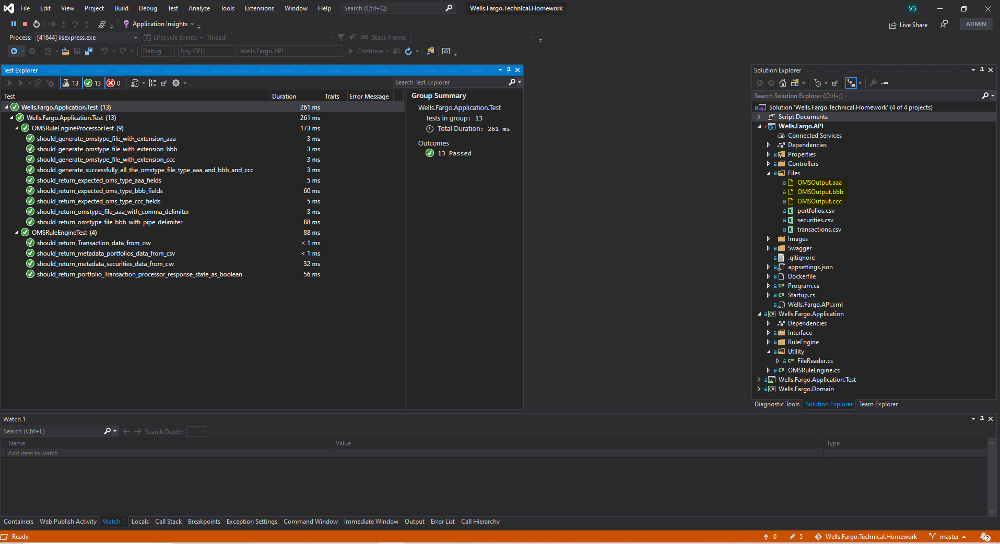 File Edit View Project Build Debug Test Analyze Tools Extensions Window Help Search (Ctrl+Q) Wells.Fargo.Technical.Homework VS
Application Insights Live Share ADMIN
Process: [41644] iisexpress.exe Lifecycle Events Thread: Stack Frame:
Debug Any CPU Wells.Fargo.API Continue
Test Explorer
13 13 0 Search Test Explorer
Test Duration Traits Error Message
Wells.Fargo.Application.Test (13) 261 ms
Wells.Fargo.Application.Test (13) 261 ms
OMSRuleEngineProcessorTest (9) 173 ms
should_generate_omstype_file_with_extension_aaa 3 ms
should_generate_omstype_file_with_extension_bbb 3 ms
should_generate_omstype_file_with_extension_ccc 3 ms
should_generate_successfully_all_the_omstype_file_type_aaa_and_bbb_and_ccc 3 ms
should_return_expected_oms_type_aaa_fields 5 ms
should_return_expected_oms_type_bbb_fields 60 ms
should_return_expected_oms_type_ccc_fields 5 ms
should_return_omstype_file_aaa_with_comma_delimiter 3 ms
should_return_omstype_file_bbb_with_pipe_delimiter 88 ms
OMSRuleEngineTest (4) 88 ms
should_return_Transaction_data_from_csv < 1 ms
should_return_metadata_portfolios_data_from_csv < 1 ms
should_return_metadata_securities_data_from_csv 32 ms
should_return_portfolio_Transaction_processor_response_state_as_boolean 56 ms
Group Summary
Wells.Fargo.Application.Test
Tests in group: 13
Total Duration: 261 ms
Outcomes
13 Passed
Solution Explorer
Search Solution Explorer (Ctrl+;)
Solution 'Wells.Fargo.Technical.Homework' (4 of 4 projects)
Script Documents
Wells.Fargo.API
Connected Services
Dependencies
Properties
Controllers
Files
OMSOutput.aaa
OMSOutput.bbb
OMSOutput.ccc
portfolios.csv
securities.csv
transactions.csv
Images
Swagger
.gitignore
appsettings.json
Dockerfile
C# Program.cs
C# Startup.cs
Wells.Fargo.API.xml
C# Wells.Fargo.Application
Dependencies
Interface
RuleEngine
Utility
C# FileReader.cs
C# OMSRuleEngine.cs
Wells.Fargo.Application.Test
C# Wells.Fargo.Domain
Diagnostic Tools Solution Explorer Team Explorer
Watch 1
Search (Ctrl+E) Search Depth:
Name Value Type
Add item to watch
Containers Web Publish Activity Watch 1 Locals Call Stack Breakpoints Exception Settings Command Window Immediate Window Output Error List Call Hierarchy
Ready 0 5 Wells.Fargo.Technical.Homework master 2